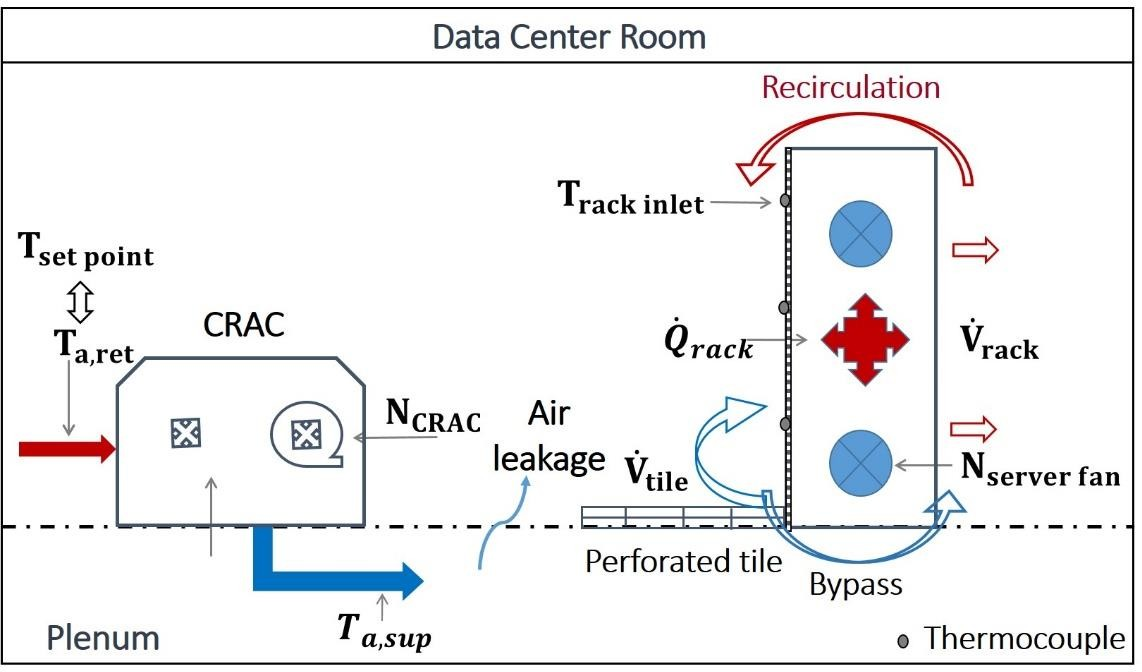 Data Center Room
Recirculation
T_rack inlet
T_set point
T_a,ret
CRAC
Q̇_rack
V̇_rack
N_CRAC
Air
leakage
V̇_tile
N_server fan
Perforated tile
Bypass
T_a,sup
Plenum
Thermocouple